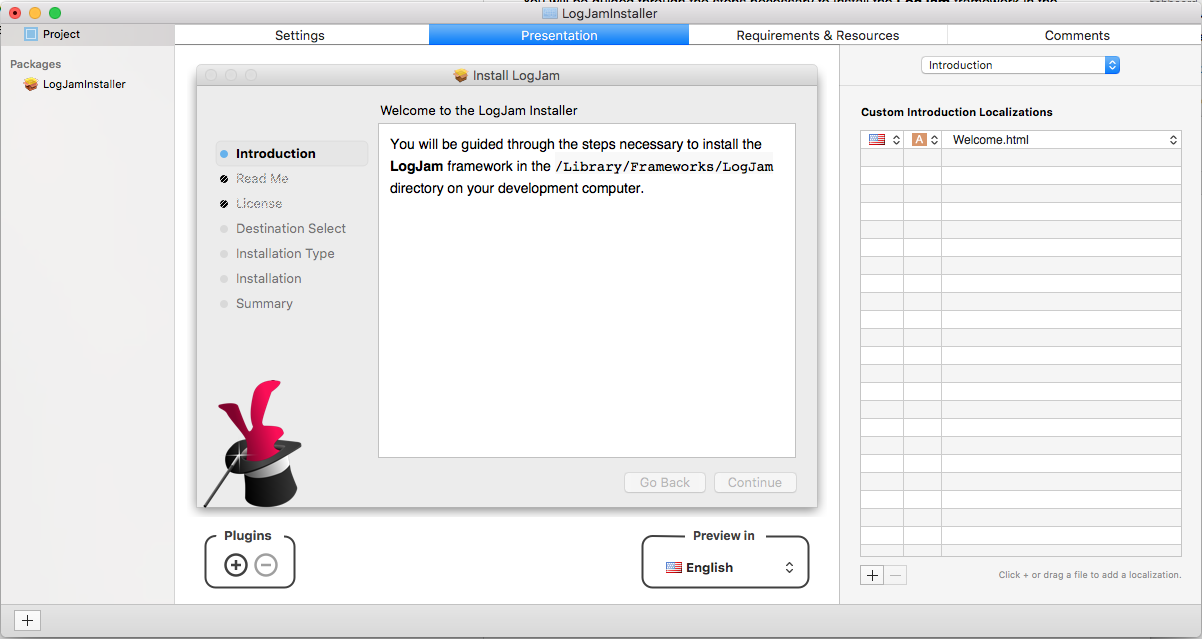 LogJamInstaller
Project
Settings
Presentation
Requirements & Resources
Comments
Packages
LogJamInstaller
Install LogJam
Welcome to the LogJam Installer
Introduction
Read Me
License
Destination Select
Installation Type
Installation
Summary
You will be guided through the steps necessary to install the
LogJam framework in the /Library/Frameworks/LogJam
directory on your development computer.
Go Back
Continue
Plugins
Preview in
English
Introduction
Custom Introduction Localizations
A
Welcome.html
Click + or drag a file to add a localization.